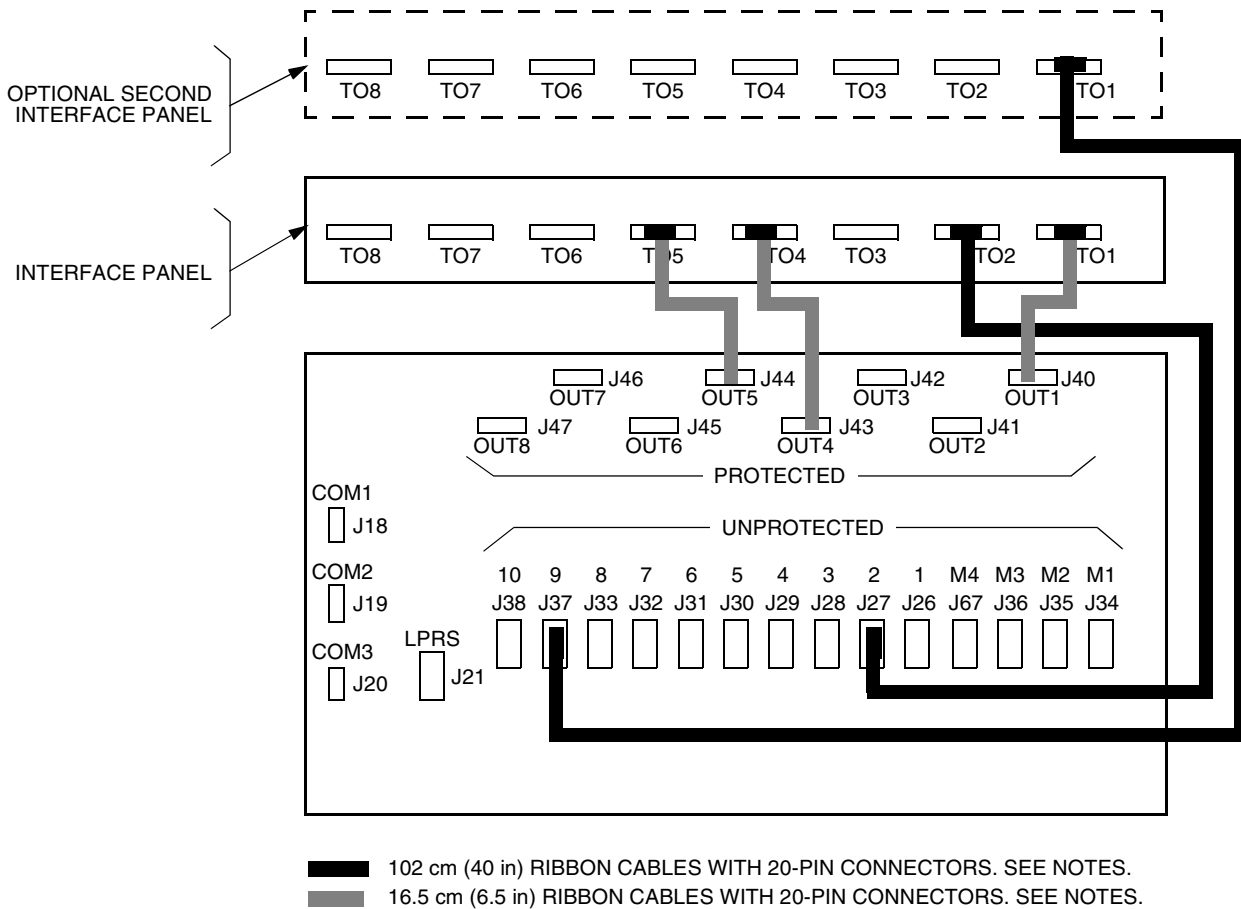 OPTIONAL SECOND
INTERFACE PANEL
TO8 TO7 TO6 TO5 TO4 TO3 TO2 TO1
INTERFACE PANEL
TO8 TO7 TO6 TO5 TO4 TO3 TO2 TO1
J46 J44 J42 J40
OUT7 OUT5 OUT3 OUT1
J47 J45 J43 J41
OUT8 OUT6 OUT4 OUT2
PROTECTED
COM1
J18
UNPROTECTED
COM2
J19
10 9 8 7 6 5 4 3 2 1 M4 M3 M2 M1
J38 J37 J33 J32 J31 J30 J29 J28 J27 J26 J67 J36 J35 J34
COM3
J20
LPRS
J21
102 cm (40 in) RIBBON CABLES WITH 20-PIN CONNECTORS. SEE NOTES.
16.5 cm (6.5 in) RIBBON CABLES WITH 20-PIN CONNECTORS. SEE NOTES.